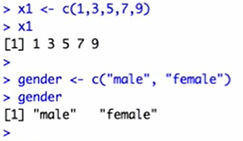 > x1 <- c(1,3,5,7,9)
> x1
[1] 1 3 5 7 9
>
> gender <- c("male", "female")
> gender
[1] "male"   "female"
>